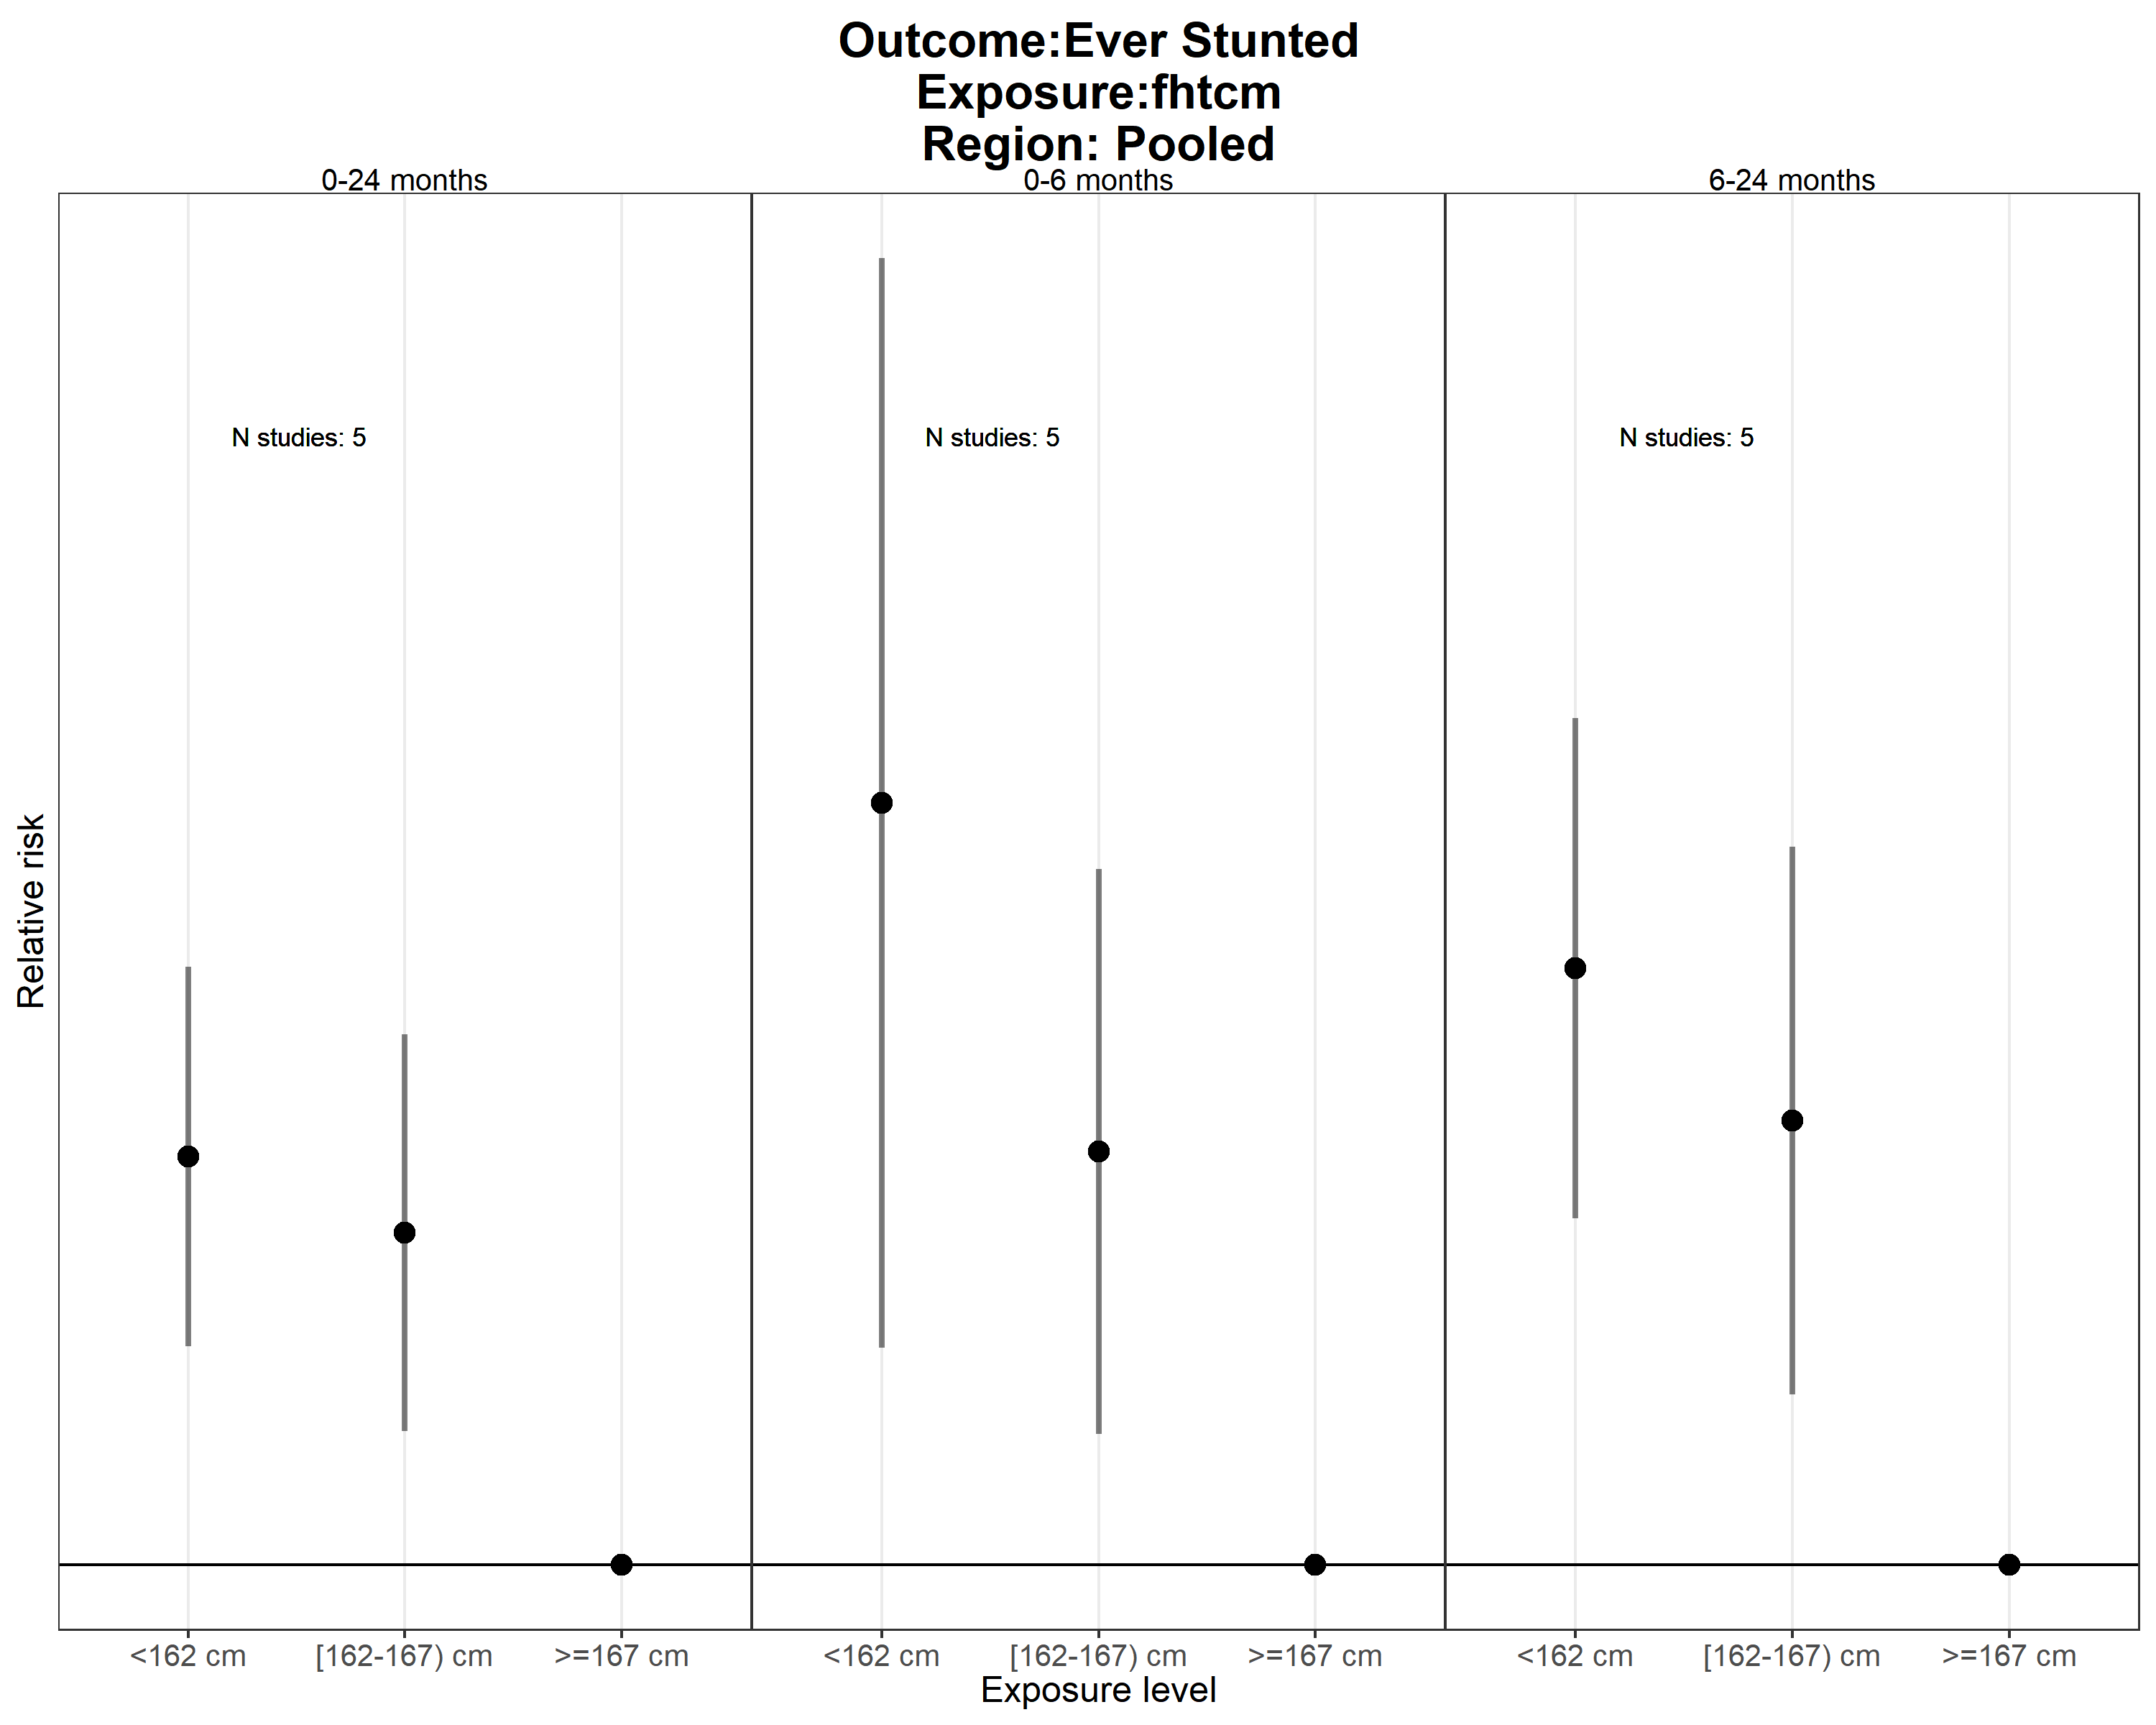 Outcome:Ever Stunted
Exposure:fhtcm
Region: Pooled
0-24 months
0-6 months
6-24 months
N studies: 5
N studies: 5
N studies: 5
Relative risk
<162 cm
[162-167) cm
>=167 cm
<162 cm
[162-167) cm
>=167 cm
<162 cm
[162-167) cm
>=167 cm
Exposure level